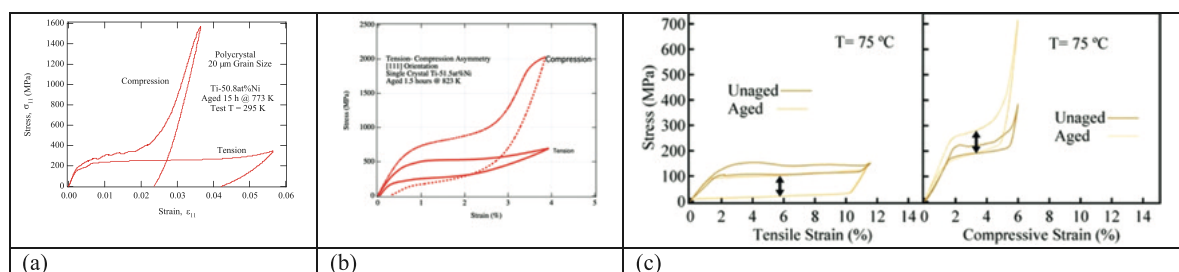 1600
1400
1200
1000
800
600
400
200
0
Stress, σ₁₁ (MPa)
Compression
Polycrystal
20 μm Grain Size
Ti-50.8at%Ni
Aged 15 h @ 773 K
Test T = 295 K
Tension
0.00 0.01 0.02 0.03 0.04 0.05 0.06
Strain, ε₁₁
2500
2000
1500
1000
500
0
Stress (MPa)
Tension- Compression Asymmetry
[111] Orientation
Single Crystal Ti-51.5at%Ni
Aged 1.5 hours @ 823 K
Compression
Tension
0 1 2 3 4 5
Strain (%)
700
600
500
400
300
200
100
0
Stress (MPa)
T= 75 ºC
Unaged
Aged
0 2 4 6 8 10 12 14
Tensile Strain (%)
T= 75 ºC
Unaged
Aged
0 2 4 6 8 10 12 14
Compressive Strain (%)
(a) (b) (c)